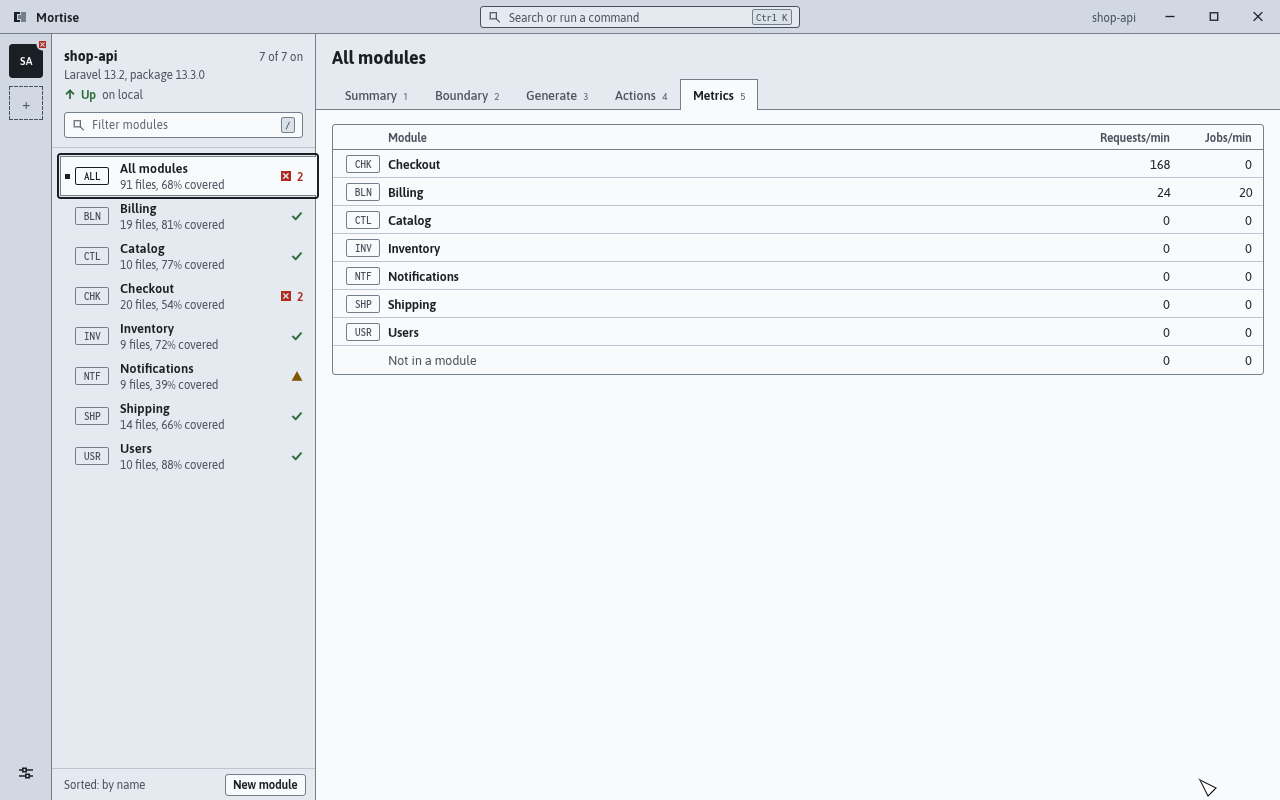 Mortise
Search or run a command
Ctrl K
shop-api
SA
+
shop-api
7 of 7 on
Laravel 13.2, package 13.3.0
Up on local
Filter modules
/
ALL
All modules
91 files, 68% covered
2
BLN
Billing
19 files, 81% covered
CTL
Catalog
10 files, 77% covered
CHK
Checkout
20 files, 54% covered
2
INV
Inventory
9 files, 72% covered
NTF
Notifications
9 files, 39% covered
SHP
Shipping
14 files, 66% covered
USR
Users
10 files, 88% covered
Sorted: by name
New module
All modules
Summary 1
Boundary 2
Generate 3
Actions 4
Metrics 5
Module Requests/min Jobs/min
CHK Checkout 168 0
BLN Billing 24 20
CTL Catalog 0 0
INV Inventory 0 0
NTF Notifications 0 0
SHP Shipping 0 0
USR Users 0 0
Not in a module 0 0